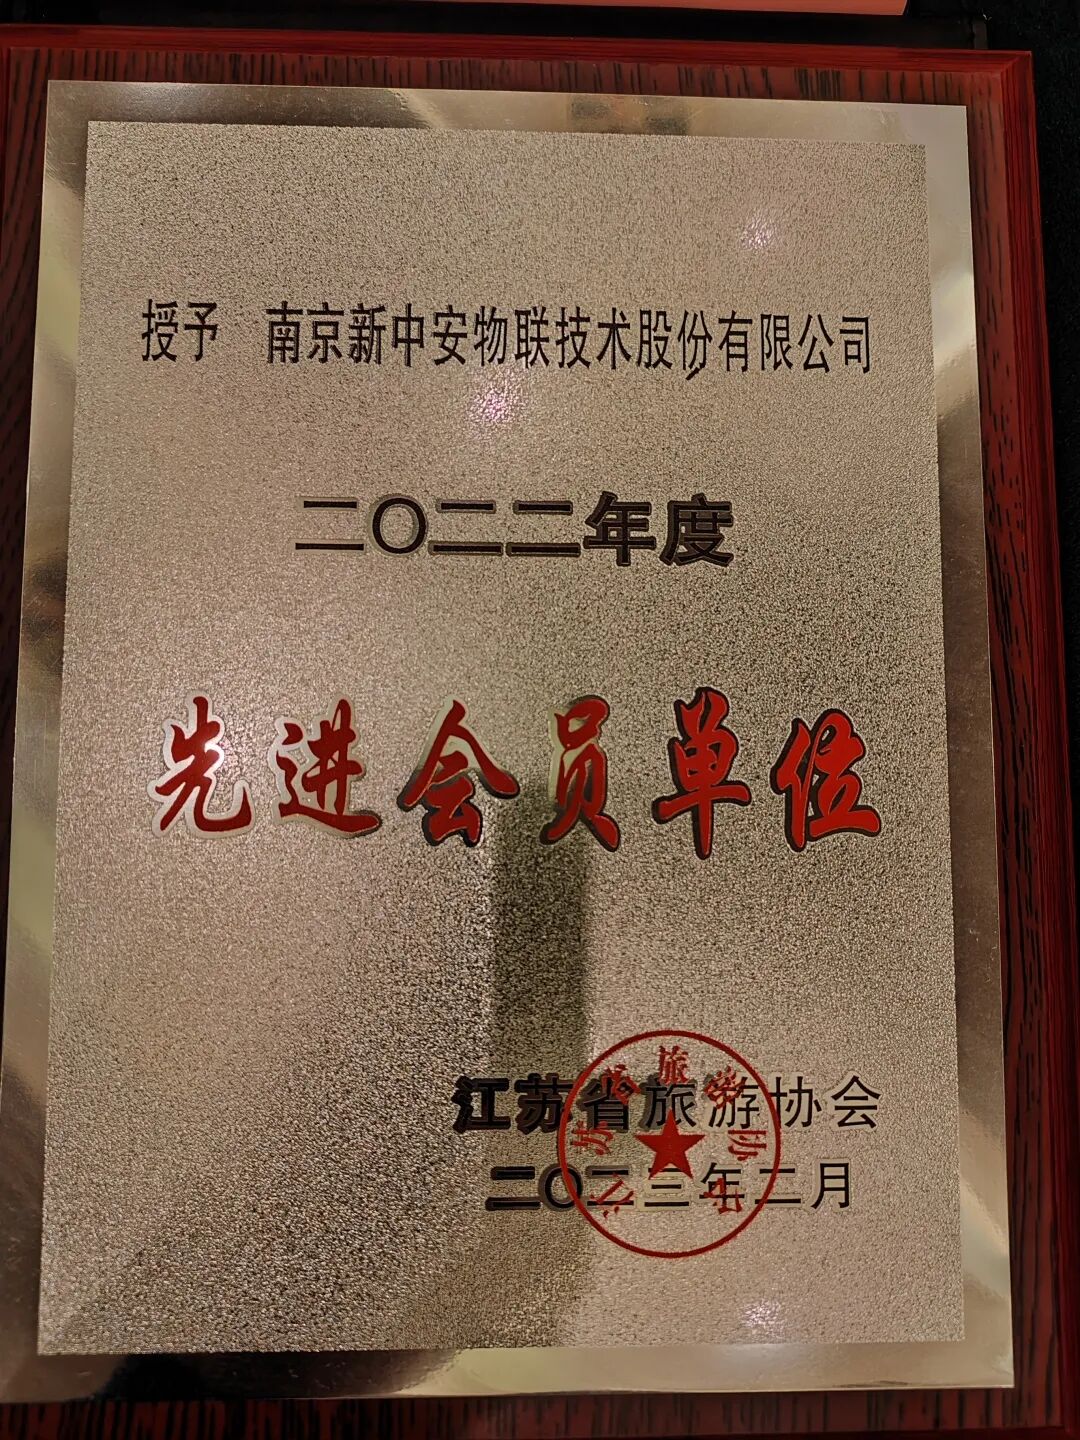 授予 南京新中安物联技术股份有限公司
二〇二二年度
先进会员单位
江苏省旅游协会
二〇二三年二月